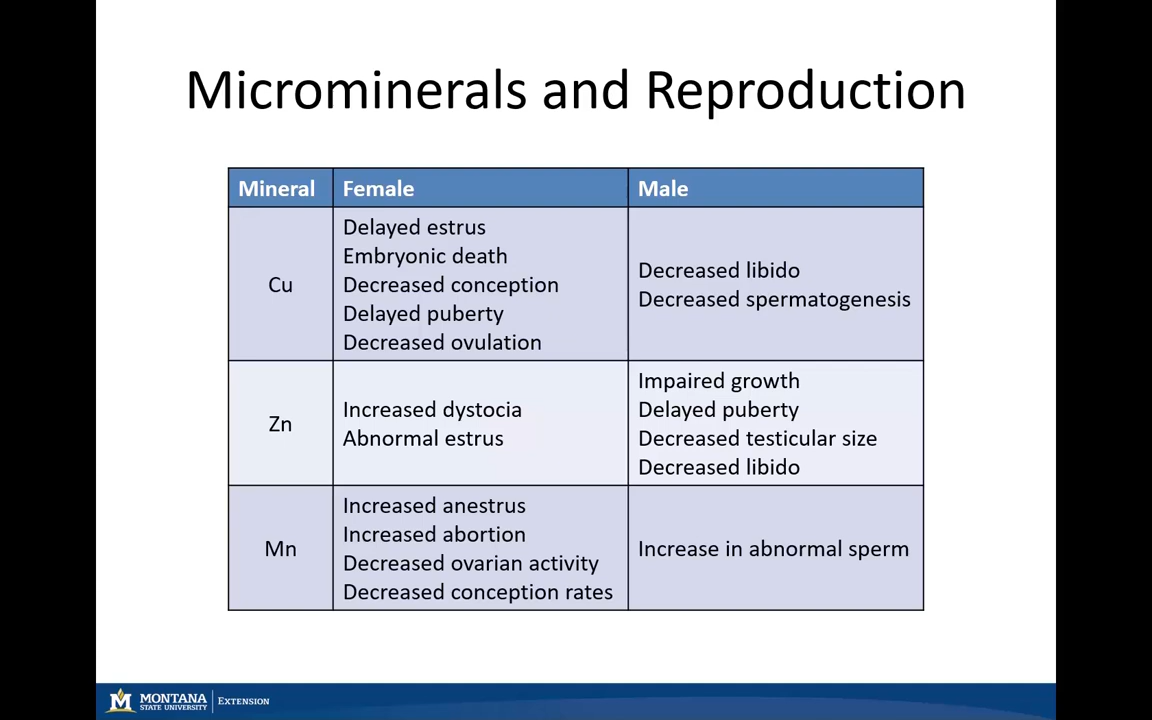 Microminerals and Reproduction
Mineral Female Male
Cu
Delayed estrus
Embryonic death
Decreased conception
Delayed puberty
Decreased ovulation
Decreased libido
Decreased spermatogenesis
Zn
Increased dystocia
Abnormal estrus
Impaired growth
Delayed puberty
Decreased testicular size
Decreased libido
Mn
Increased anestrus
Increased abortion
Decreased ovarian activity
Decreased conception rates
Increase in abnormal sperm
M MONTANA
STATE UNIVERSITY
EXTENSION